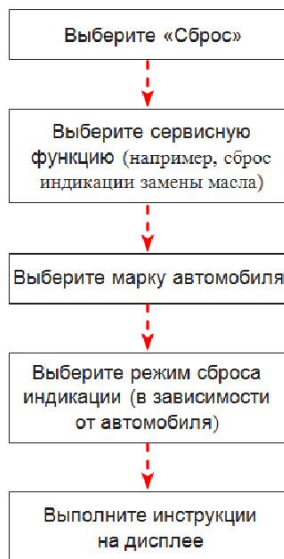 Выберите «Сброс»
Выберите сервисную
функцию (например, сброс
индикации замены масла)
Выберите марку автомобиля
Выберите режим сброса
индикации (в зависимости
от автомобиля)
Выполните инструкции
на дисплее